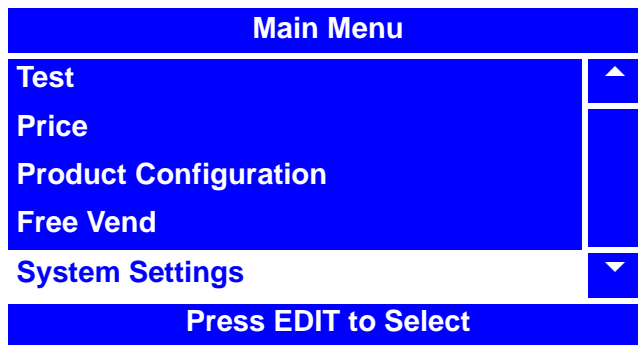 Main Menu
Test
Price
Product Configuration
Free Vend
System Settings
Press EDIT to Select